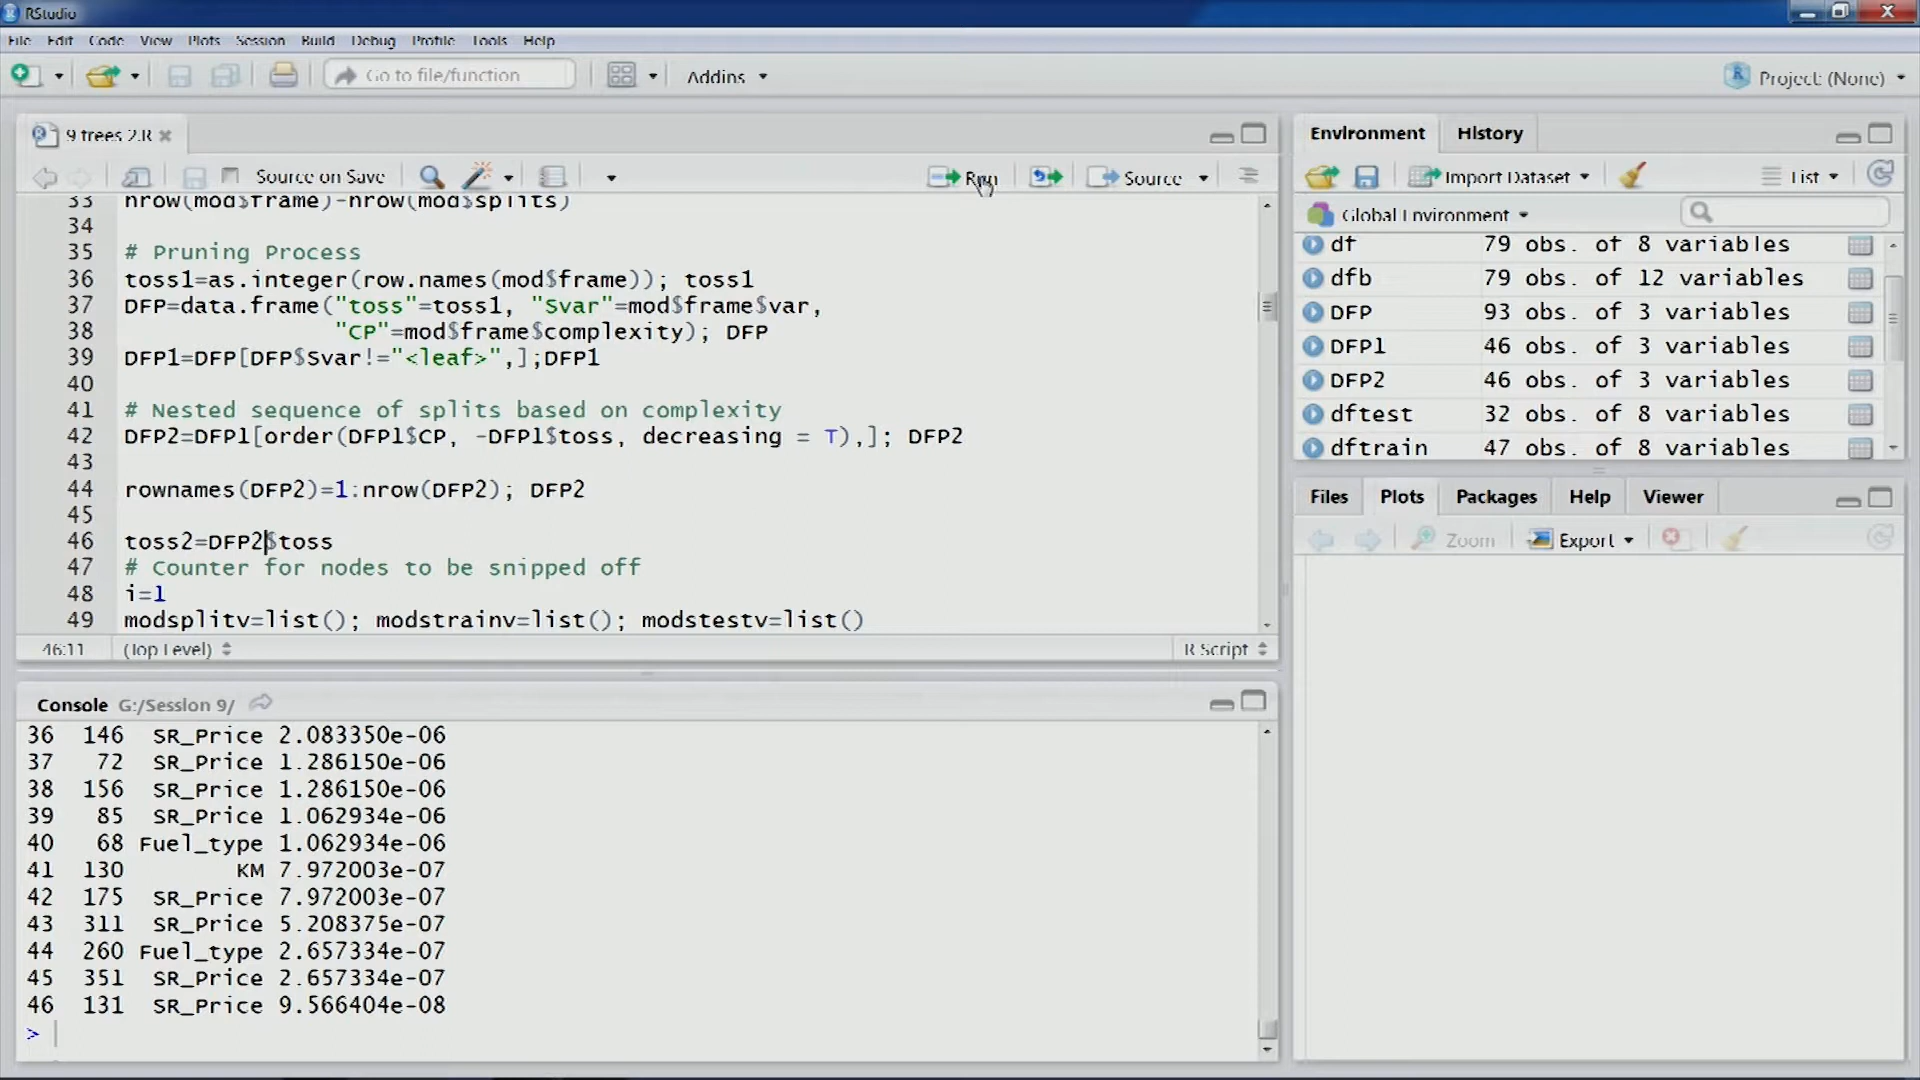 RStudio
File Edit Code View Plots Session Build Debug Profile Tools Help
Go to file/function
Addins
Project: (None)
9 trees 2.R
Source on Save
Run
Source
33 nrow(mod$frame)-nrow(mod$splits)
34
35 # Pruning Process
36 toss1=as.integer(row.names(mod$frame)); toss1
37 DFP=data.frame("toss"=toss1, "Svar"=mod$frame$var,
38 "CP"=mod$frame$complexity); DFP
39 DFP1=DFP[DFP$Svar!="<leaf>",];DFP1
40
41 # Nested sequence of splits based on complexity
42 DFP2=DFP1[order(DFP1$CP, -DFP1$toss, decreasing = T),]; DFP2
43
44 rownames(DFP2)=1:nrow(DFP2); DFP2
45
46 toss2=DFP2$toss
47 # Counter for nodes to be snipped off
48 i=1
49 modsplitv=list(); modstrainv=list(); modstestv=list()
46:11 (Top Level) R Script
Console G:/Session 9/
36 146 SR_Price 2.083350e-06
37 72 SR_Price 1.286150e-06
38 156 SR_Price 1.286150e-06
39 85 SR_Price 1.062934e-06
40 68 Fuel_type 1.062934e-06
41 130 KM 7.972003e-07
42 175 SR_Price 7.972003e-07
43 311 SR_Price 5.208375e-07
44 260 Fuel_type 2.657334e-07
45 351 SR_Price 2.657334e-07
46 131 SR_Price 9.566404e-08
>
Environment History
Import Dataset List
Global Environment
df 79 obs. of 8 variables
dfb 79 obs. of 12 variables
DFP 93 obs. of 3 variables
DFP1 46 obs. of 3 variables
DFP2 46 obs. of 3 variables
dftest 32 obs. of 8 variables
dftrain 47 obs. of 8 variables
Files Plots Packages Help Viewer
Zoom Export